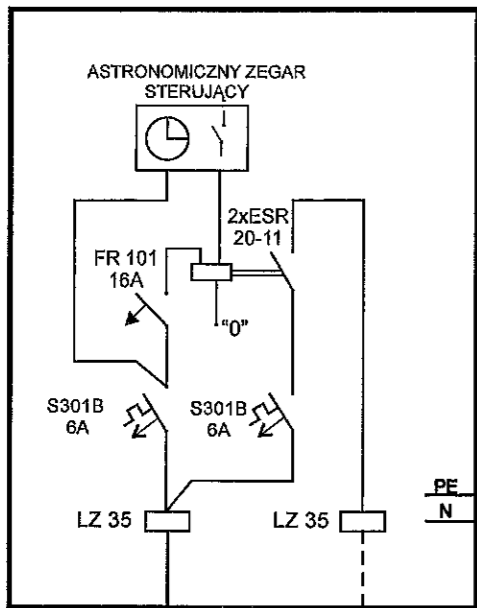 ASTRONOMICZNY ZEGAR
STERUJĄCY
2xESR
20-11
FR 101
16A
"0"
S301B
6A
S301B
6A
PE
N
LZ 35
LZ 35